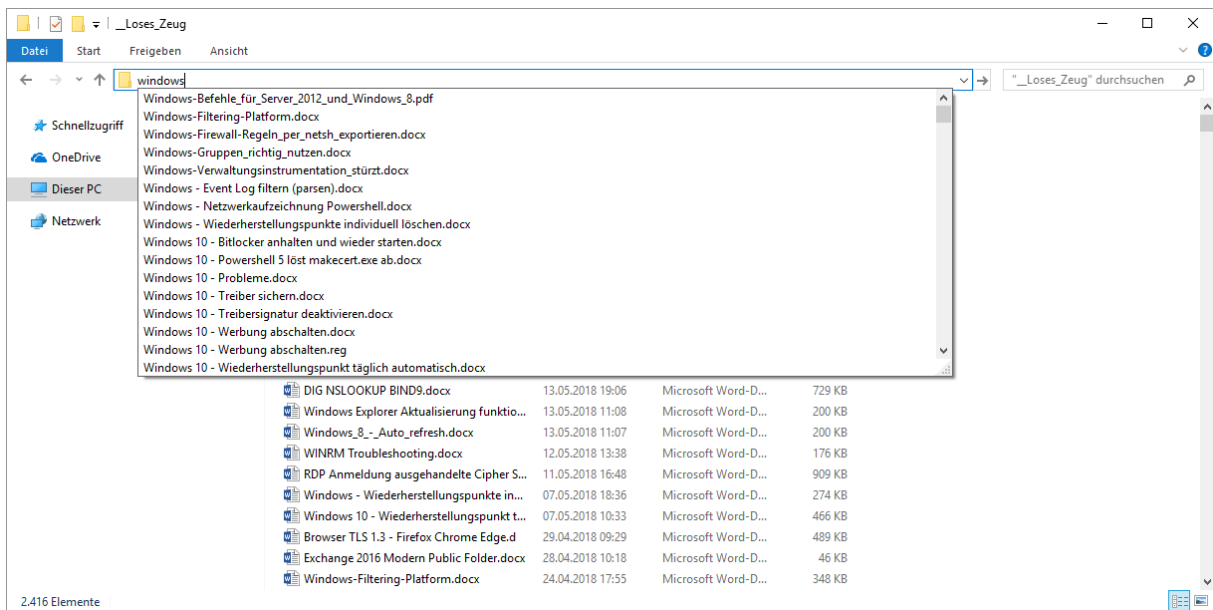 __Loses_Zeug
Datei Start Freigeben Ansicht
windows "__Loses_Zeug" durchsuchen
Schnellzugriff
OneDrive
Dieser PC
Netzwerk
Windows-Befehle_für_Server_2012_und_Windows_8.pdf
Windows-Filtering-Platform.docx
Windows-Firewall-Regeln_per_netsh_exportieren.docx
Windows-Gruppen_richtig_nutzen.docx
Windows-Verwaltungsinstrumentation_stürzt.docx
Windows - Event Log filtern (parsen).docx
Windows - Netzwerkaufzeichnung Powershell.docx
Windows - Wiederherstellungspunkte individuell löschen.docx
Windows 10 - Bitlocker anhalten und wieder starten.docx
Windows 10 - Powershell 5 löst makecert.exe ab.docx
Windows 10 - Probleme.docx
Windows 10 - Treiber sichern.docx
Windows 10 - Treibersignatur deaktivieren.docx
Windows 10 - Werbung abschalten.docx
Windows 10 - Werbung abschalten.reg
Windows 10 - Wiederherstellungspunkt täglich automatisch.docx
DIG NSLOOKUP BIND9.docx 13.05.2018 19:06 Microsoft Word-D... 729 KB
Windows Explorer Aktualisierung funktio... 13.05.2018 11:08 Microsoft Word-D... 200 KB
Windows_8_-_Auto_refresh.docx 13.05.2018 11:07 Microsoft Word-D... 200 KB
WINRM Troubleshooting.docx 12.05.2018 13:38 Microsoft Word-D... 176 KB
RDP Anmeldung ausgehandelte Cipher S... 11.05.2018 16:48 Microsoft Word-D... 909 KB
Windows - Wiederherstellungspunkte in... 07.05.2018 18:36 Microsoft Word-D... 274 KB
Windows 10 - Wiederherstellungspunkt t... 07.05.2018 10:33 Microsoft Word-D... 466 KB
Browser TLS 1.3 - Firefox Chrome Edge.d 29.04.2018 09:29 Microsoft Word-D... 489 KB
Exchange 2016 Modern Public Folder.docx 28.04.2018 10:18 Microsoft Word-D... 46 KB
Windows-Filtering-Platform.docx 24.04.2018 17:55 Microsoft Word-D... 348 KB
2.416 Elemente